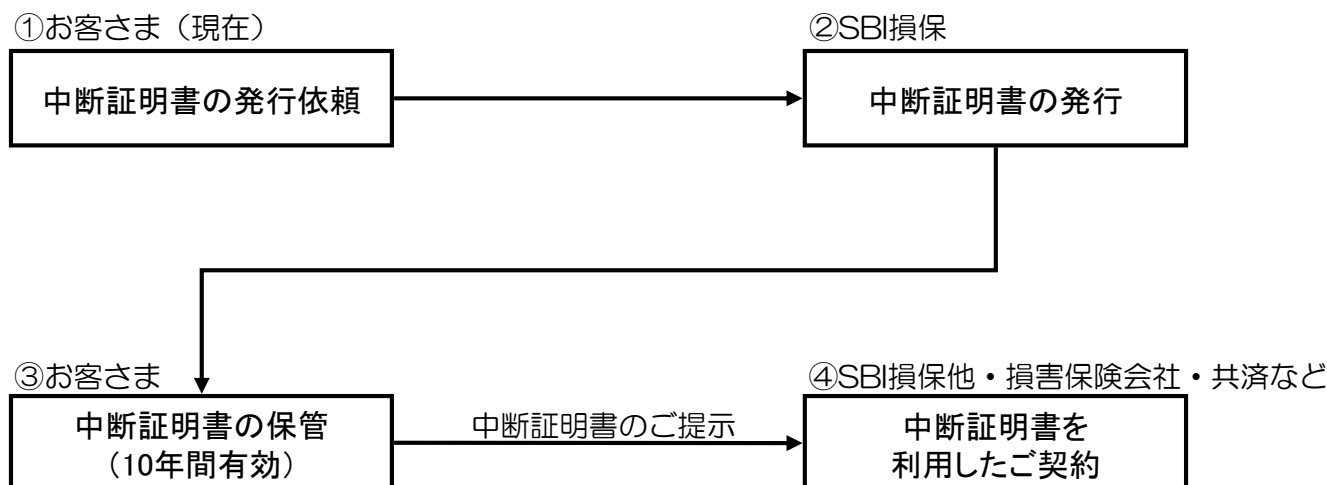 ①お客さま（現在）
②SBI損保
中断証明書の発行依頼
中断証明書の発行
③お客さま
④SBI損保他・損害保険会社・共済など
中断証明書の保管
（10年間有効）
中断証明書のご提示
中断証明書を
利用したご契約